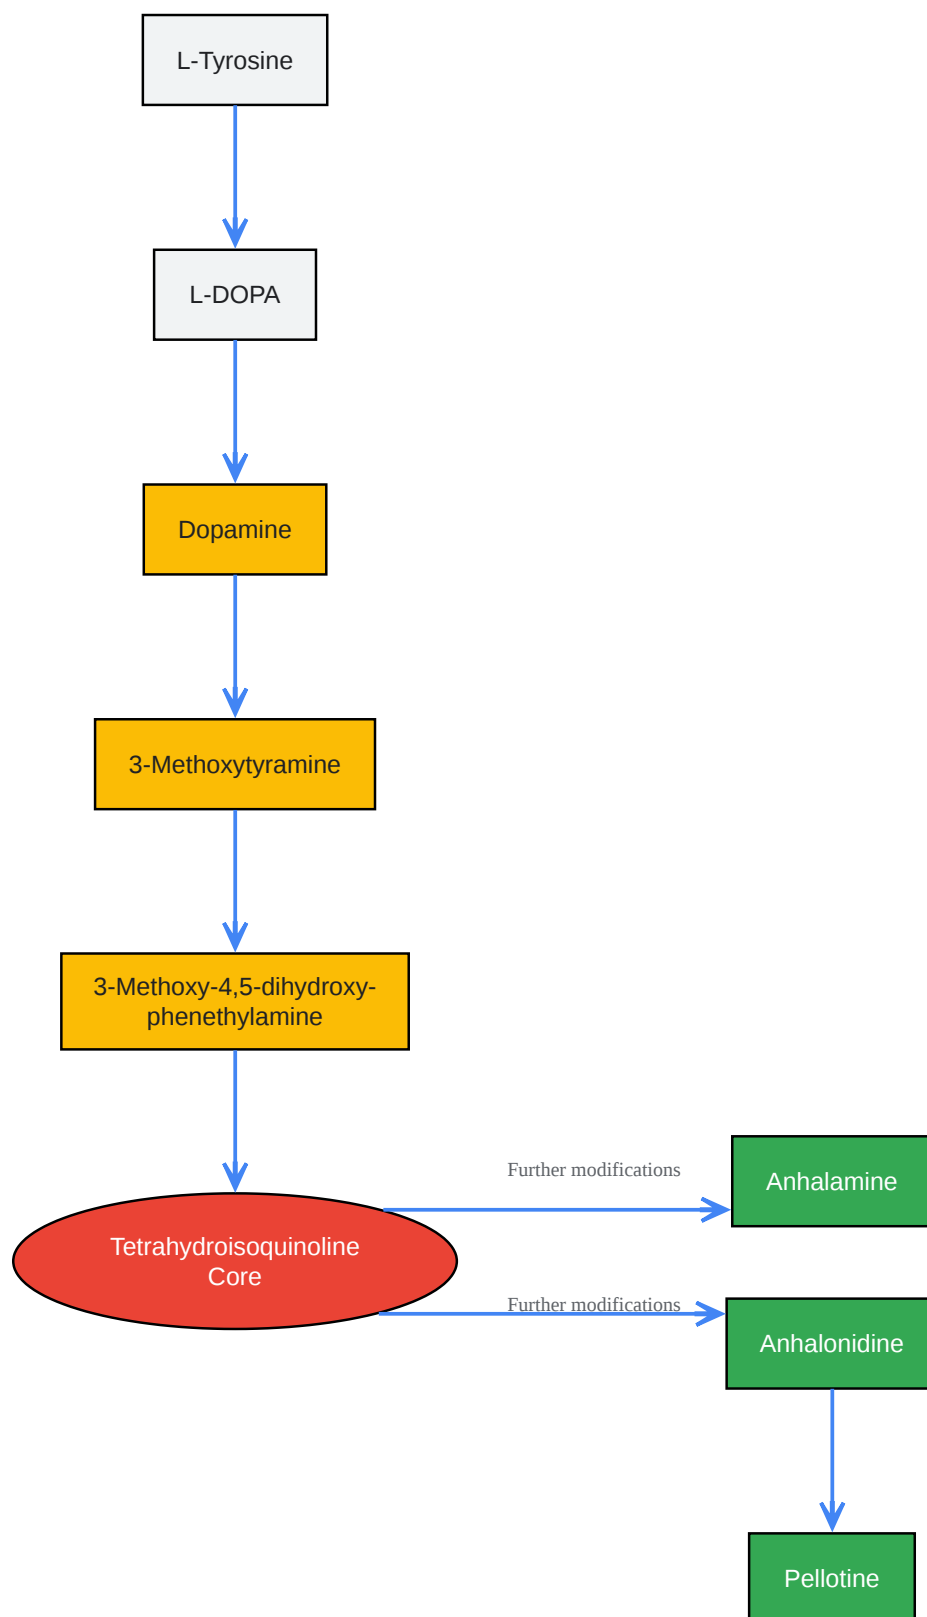 L-Tyrosine
L-DOPA
Dopamine
3-Methoxytyramine
3-Methoxy-4,5-dihydroxy-
phenethylamine
Further modifications
Anhalamine
Tetrahydroisoquinoline
Core
Further modifications
Anhalonidine
Pellotine